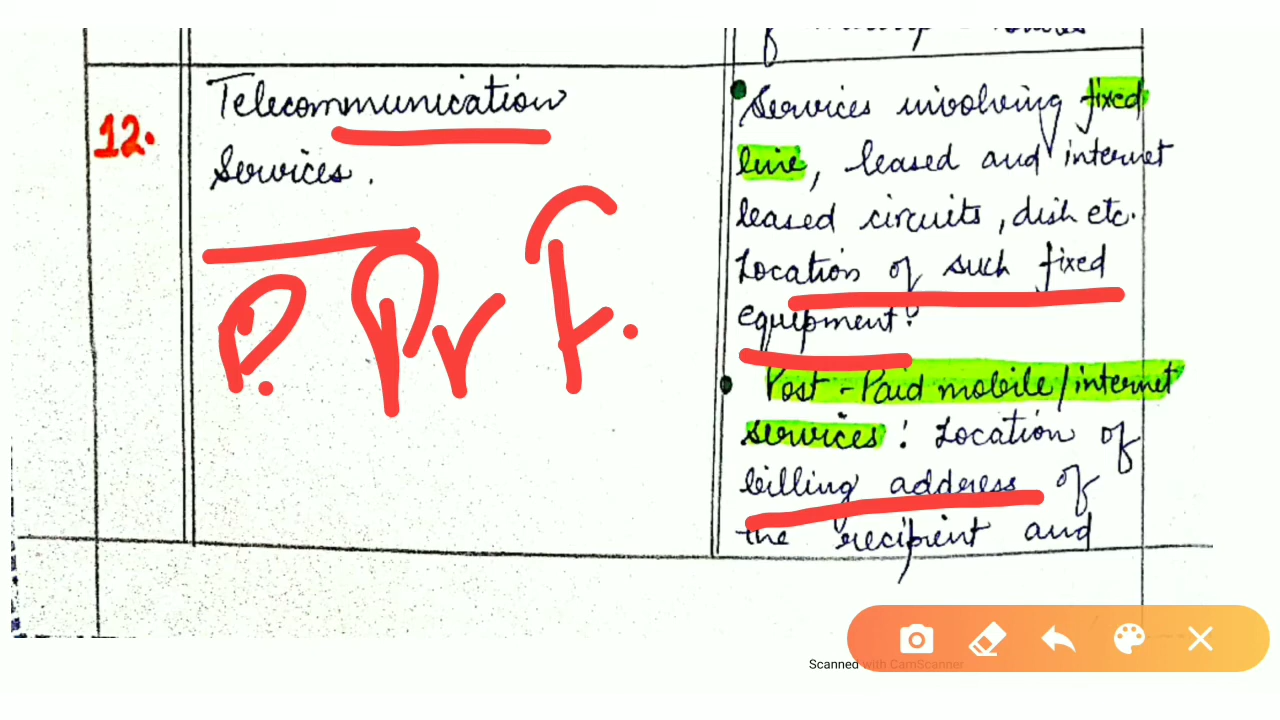 12.
Telecommunication
Services.
P. Pr F.
Services involving fixed
line, leased and internet
leased circuits, dish etc.
Location of such fixed
equipment:
Post-Paid mobile/internet
services: Location of
billing address of
the recipient and
Scanned with CamScanner